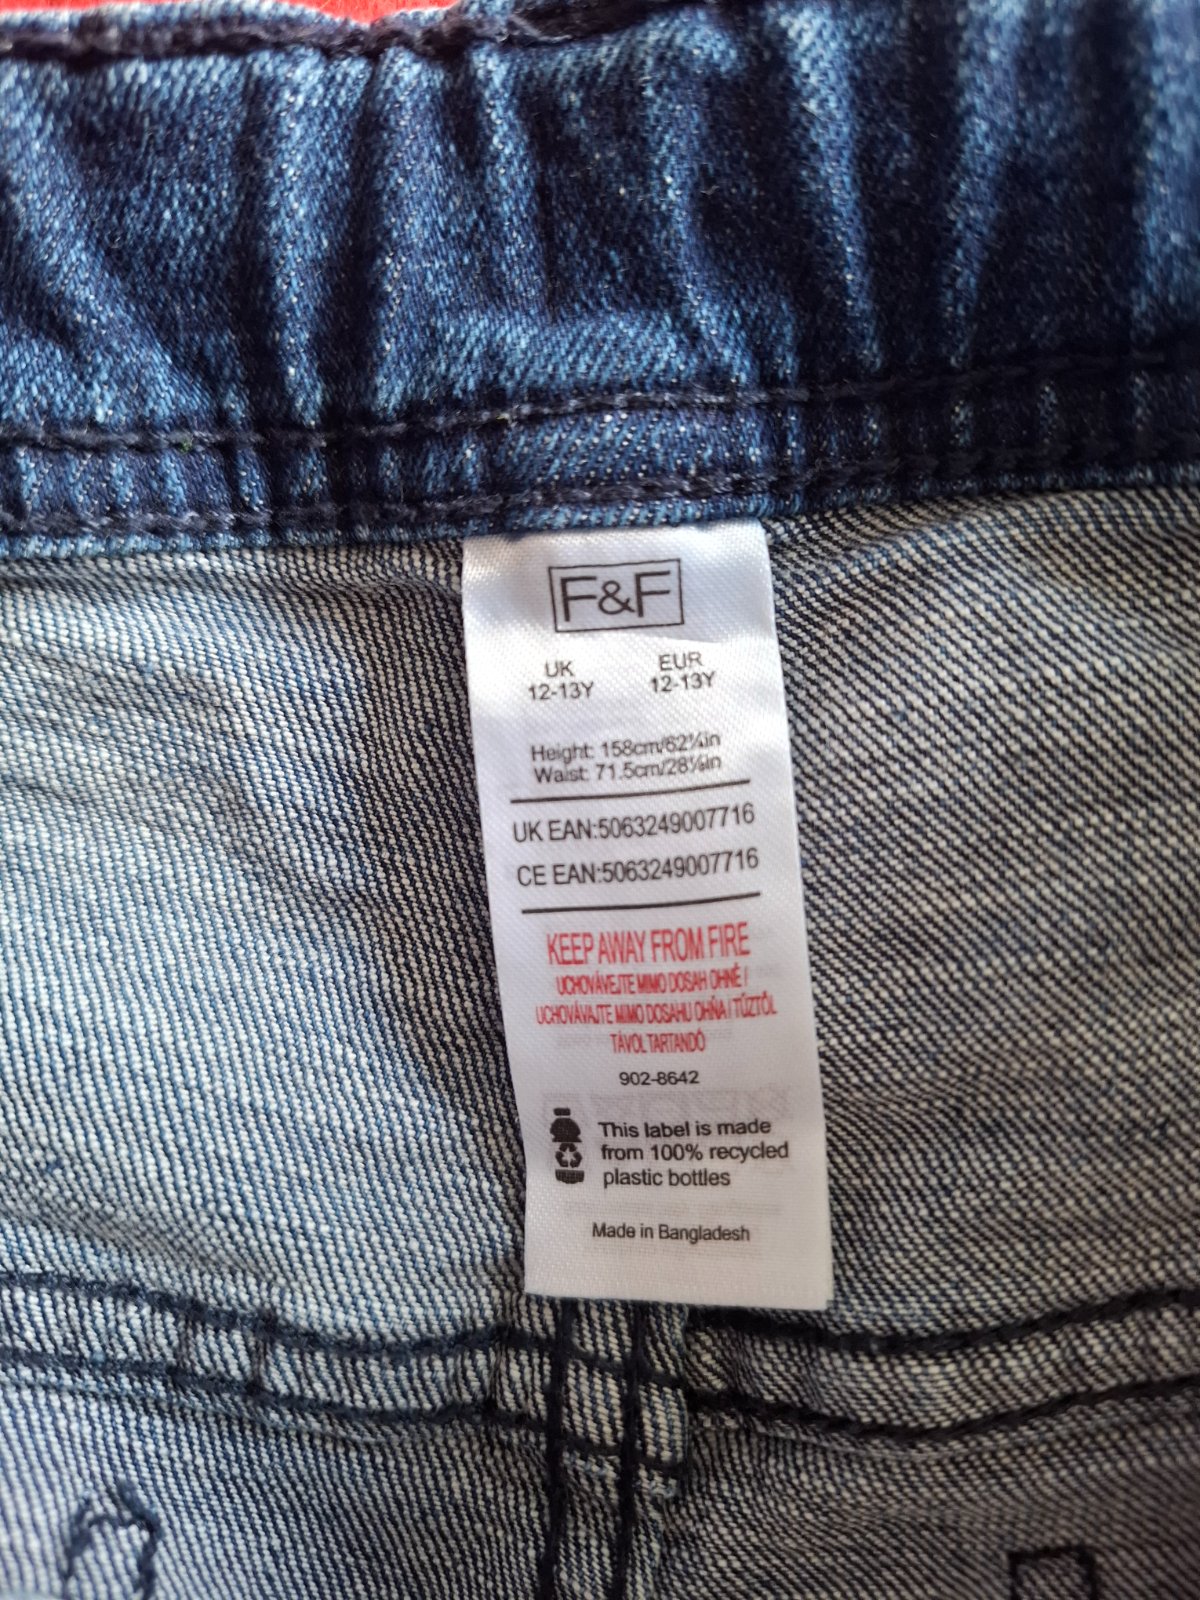 F&F
UK EUR
12-13Y 12-13Y
Height: 158cm/62¼in
Waist: 71.5cm/28⅛in
UK EAN:5063249007716
CE EAN:5063249007716
KEEP AWAY FROM FIRE
UCHOVÁVEJTE MIMO DOSAH OHNĚ /
UCHOVÁVAJTE MIMO DOSAHU OHŇA / TŰZTŐL
TÁVOL TARTANDÓ
902-8642
This label is made
from 100% recycled
plastic bottles
Made in Bangladesh